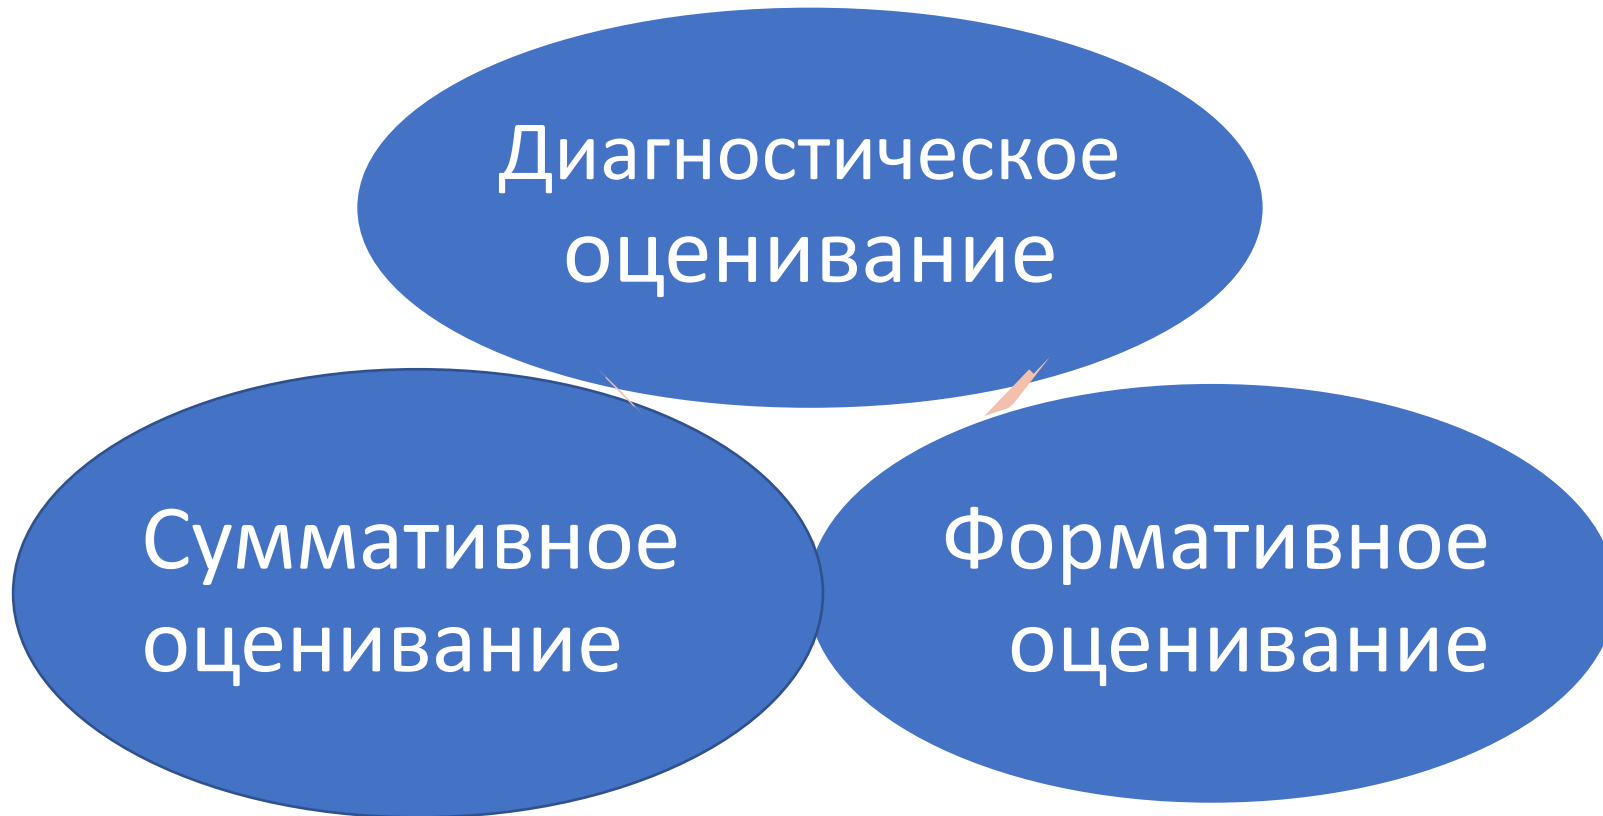 Диагностическое
оценивание
Суммативное
оценивание
Формативное
оценивание